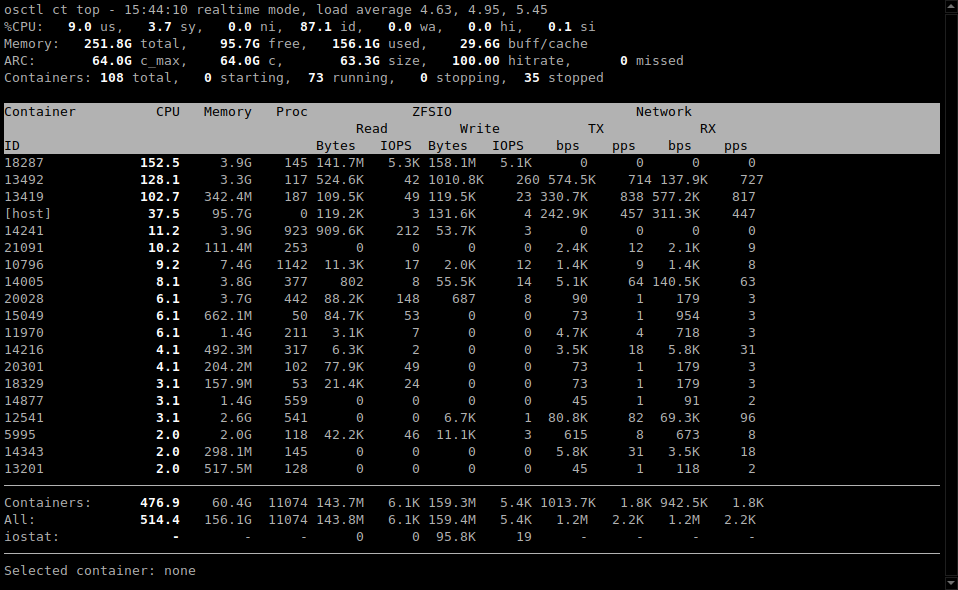 osctl ct top - 15:44:10 realtime mode, load average 4.63, 4.95, 5.45
%CPU:   9.0 us,   3.7 sy,   0.0 ni,  87.1 id,   0.0 wa,   0.0 hi,   0.1 si
Memory:   251.8G total,    95.7G free,   156.1G used,    29.6G buff/cache
ARC:       64.0G c_max,    64.0G c,       63.3G size,  100.00 hitrate,      0 missed
Containers: 108 total,   0 starting,  73 running,   0 stopping,  35 stopped
Container          CPU   Memory   Proc             ZFSIO                       Network
Read         Write           TX            RX
ID                                     Bytes   IOPS  Bytes   IOPS    bps    pps    bps    pps
18287            152.5     3.9G    145 141.7M   5.3K 158.1M   5.1K      0      0      0      0
13492            128.1     3.3G    117 524.6K     42 1010.8K    260 574.5K    714 137.9K    727
13419            102.7   342.4M    187 109.5K     49 119.5K     23 330.7K    838 577.2K    817
[host]            37.5    95.7G      0 119.2K      3 131.6K      4 242.9K    457 311.3K    447
14241             11.2     3.9G    923 909.6K    212  53.7K      3      0      0      0      0
21091             10.2   111.4M    253      0      0      0      0   2.4K     12   2.1K      9
10796              9.2     7.4G   1142  11.3K     17   2.0K     12   1.4K      9   1.4K      8
14005              8.1     3.8G    377    802      8  55.5K     14   5.1K     64 140.5K     63
20028              6.1     3.7G    442  88.2K    148    687      8     90      1    179      3
15049              6.1   662.1M     50  84.7K     53      0      0     73      1    954      3
11970              6.1     1.4G    211   3.1K      7      0      0   4.7K      4    718      3
14216              4.1   492.3M    317   6.3K      2      0      0   3.5K     18   5.8K     31
20301              4.1   204.2M    102  77.9K     49      0      0     73      1    179      3
18329              3.1   157.9M     53  21.4K     24      0      0     73      1    179      3
14877              3.1     1.4G    559      0      0      0      0     45      1     91      2
12541              3.1     2.6G    541      0      0   6.7K      1  80.8K     82  69.3K     96
5995               2.0     2.0G    118  42.2K     46  11.1K      3    615      8    673      8
14343              2.0   298.1M    145      0      0      0      0   5.8K     31   3.5K     18
13201              2.0   517.5M    128      0      0      0      0     45      1    118      2
Containers:      476.9    60.4G  11074 143.7M   6.1K 159.3M   5.4K 1013.7K   1.8K 942.5K   1.8K
All:             514.4   156.1G  11074 143.8M   6.1K 159.4M   5.4K   1.2M   2.2K   1.2M   2.2K
iostat:              -        -      -      0      0  95.8K     19      -      -      -      -
Selected container: none